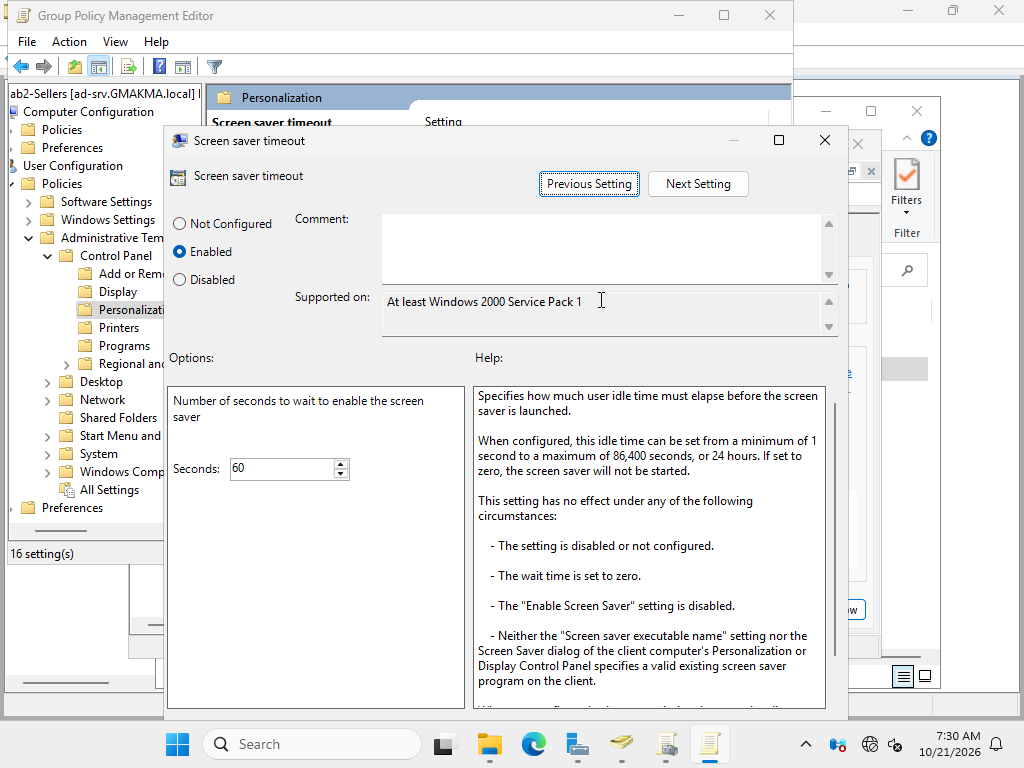 Group Policy Management Editor
File Action View Help
ab2-Sellers [ad-srv.GMAKMA.local]
Computer Configuration
Policies
Preferences
User Configuration
Policies
Software Settings
Windows Settings
Administrative Tem
Control Panel
Add or Rem
Display
Personalizati
Printers
Programs
Regional and
Desktop
Network
Shared Folders
Start Menu and
System
Windows Comp
All Settings
Preferences
16 setting(s)
Personalization
Screen saver timeout
Setting
Screen saver timeout
Screen saver timeout
Previous Setting
Next Setting
Not Configured
Enabled
Disabled
Comment:
Supported on:
At least Windows 2000 Service Pack 1
Options:
Help:
Number of seconds to wait to enable the screen
saver
Seconds: 60
Specifies how much user idle time must elapse before the screen
saver is launched.
When configured, this idle time can be set from a minimum of 1
second to a maximum of 86,400 seconds, or 24 hours. If set to
zero, the screen saver will not be started.
This setting has no effect under any of the following
circumstances:
- The setting is disabled or not configured.
- The wait time is set to zero.
- The "Enable Screen Saver" setting is disabled.
- Neither the "Screen saver executable name" setting nor the
Screen Saver dialog of the client computer's Personalization or
Display Control Panel specifies a valid existing screen saver
program on the client.
Filters
Filter
Search
7:30 AM
10/21/2026